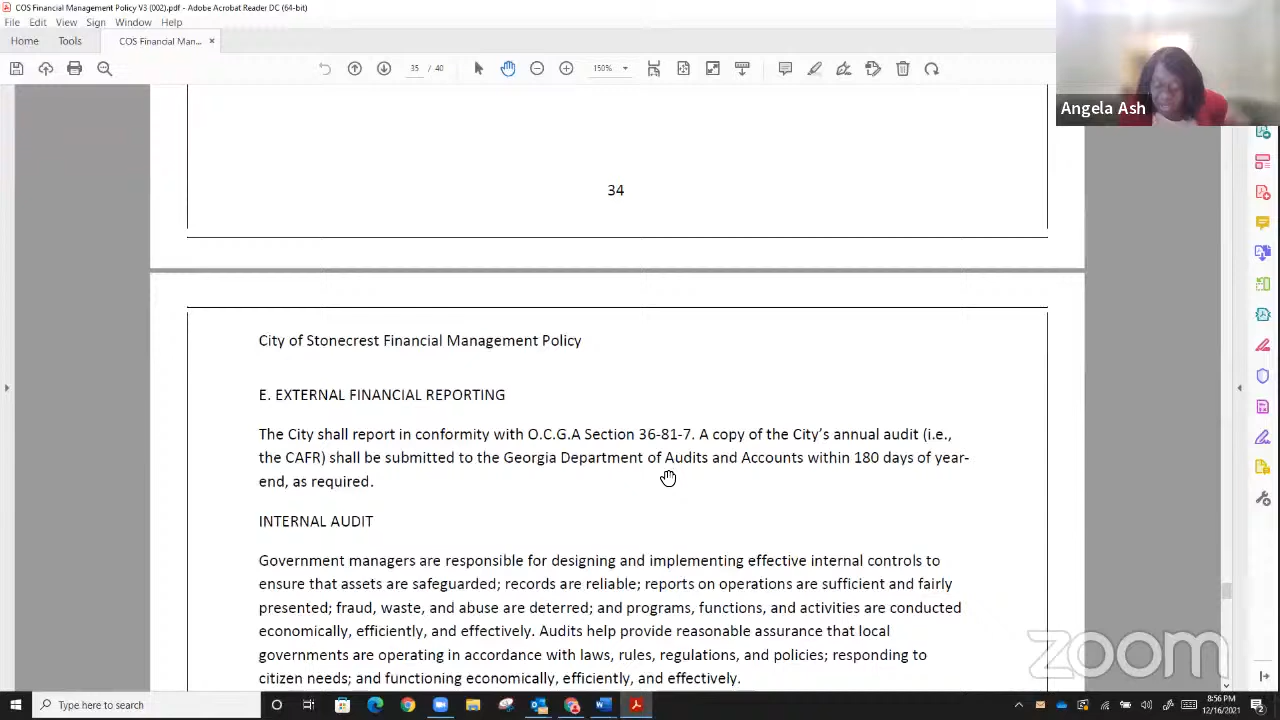 COS Financial Management Policy V3 (002).pdf - Adobe Acrobat Reader DC (64-bit)
File Edit View Sign Window Help
Home Tools COS Financial Man... ×
35 / 40 150%
Angela Ash
34
City of Stonecrest Financial Management Policy
E. EXTERNAL FINANCIAL REPORTING
The City shall report in conformity with O.C.G.A Section 36-81-7. A copy of the City’s annual audit (i.e.,
the CAFR) shall be submitted to the Georgia Department of Audits and Accounts within 180 days of year-
end, as required.
INTERNAL AUDIT
Government managers are responsible for designing and implementing effective internal controls to
ensure that assets are safeguarded; records are reliable; reports on operations are sufficient and fairly
presented; fraud, waste, and abuse are deterred; and programs, functions, and activities are conducted
economically, efficiently, and effectively. Audits help provide reasonable assurance that local
governments are operating in accordance with laws, rules, regulations, and policies; responding to
citizen needs; and functioning economically, efficiently, and effectively.
zoom
Type here to search
8:56 PM
12/16/2021